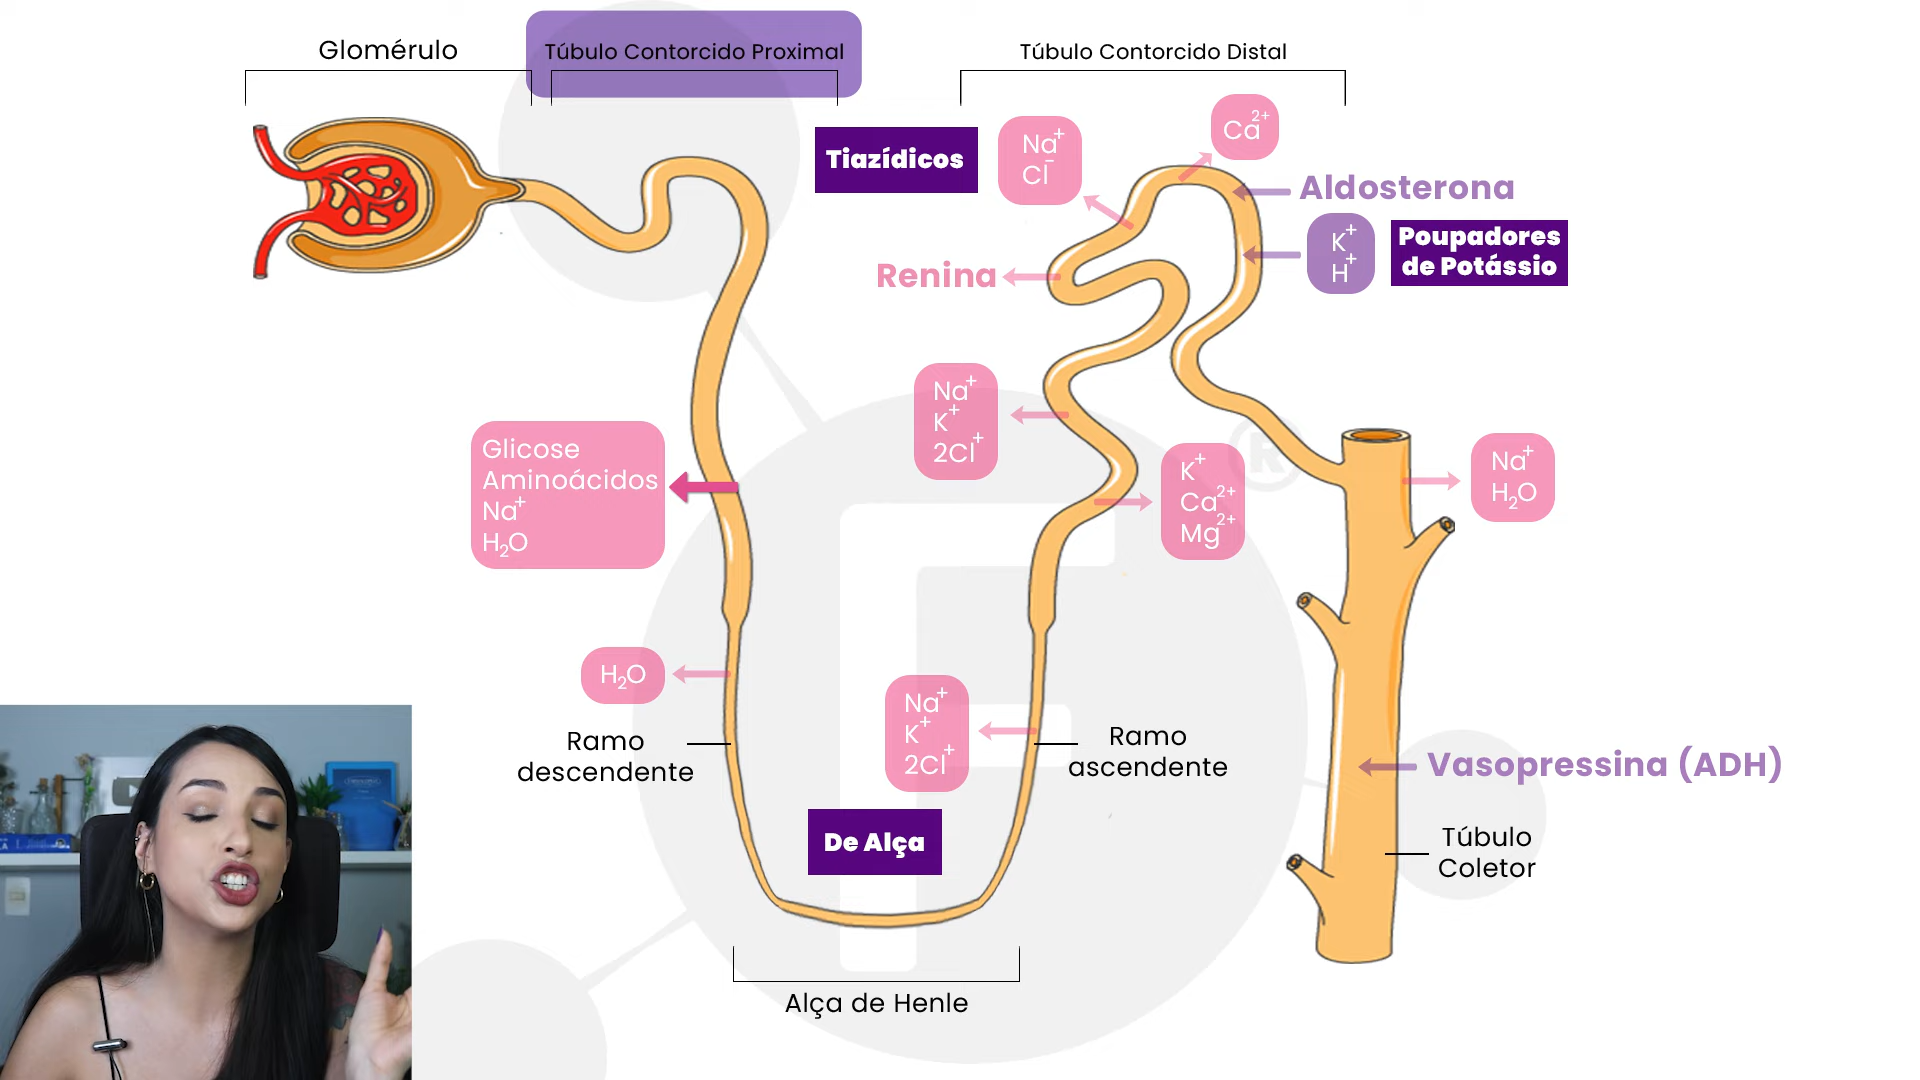 Glomérulo
Túbulo Contorcido Proximal
Túbulo Contorcido Distal
Tiazídicos
Na+
Cl-
Ca2+
Aldosterona
K+
H+
Poupadores
de Potássio
Renina
Na+
K+
2Cl+
Glicose
Aminoácidos
Na+
H2O
K+
Ca2+
Mg2+
Na+
H2O
H2O
Ramo
descendente
Na+
K+
2Cl+
Ramo
ascendente
De Alça
Vasopressina (ADH)
Túbulo
Coletor
Alça de Henle
®